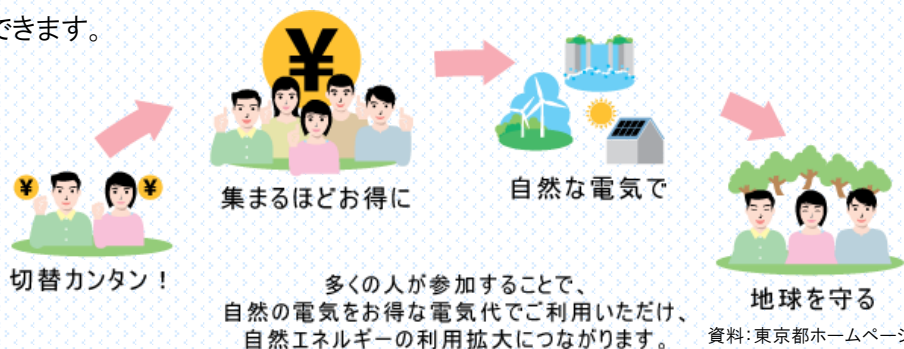 できます。
¥
¥
¥
切替カンタン！
集まるほどお得に
自然な電気で
地球を守る
多くの人が参加することで、
自然の電気をお得な電気代でご利用いただけ、
自然エネルギーの利用拡大につながります。
資料：東京都ホームページ